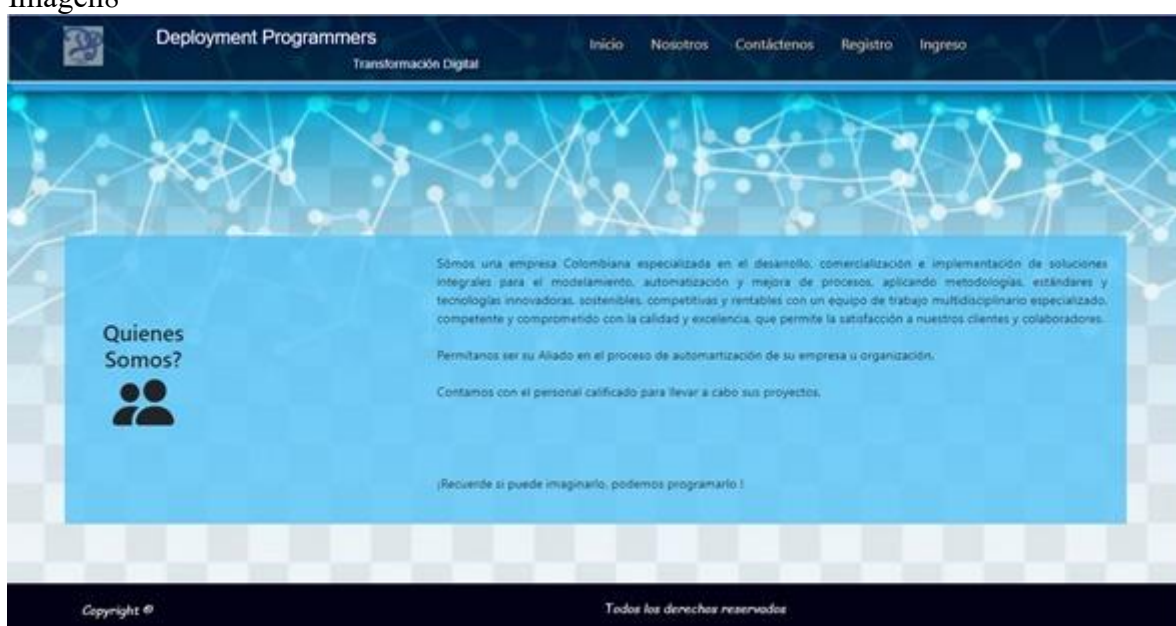 Imagen8
Deployment Programmers
Transformación Digital
Inicio Nosotros Contáctenos Registro Ingreso
Quienes
Somos?
Sómos una empresa Colombiana especializada en el desarrollo, comercialización e implementación de soluciones
integrales para el modelamiento, automatización y mejora de procesos, aplicando metodologías, estándares y
tecnologías innovadoras, sostenibles, competitivas y rentables con un equipo de trabajo multidisciplinario especializado,
competente y comprometido con la calidad y excelencia, que permite la satisfacción a nuestros clientes y colaboradores.
Permitanos ser su Aliado en el proceso de automartización de su empresa u organización.
Contamos con el personal calificado para llevar a cabo sus proyectos.
¡Recuerde si puede imaginarlo, podemos programarlo !
Copyright ©
Todos los derechos reservados